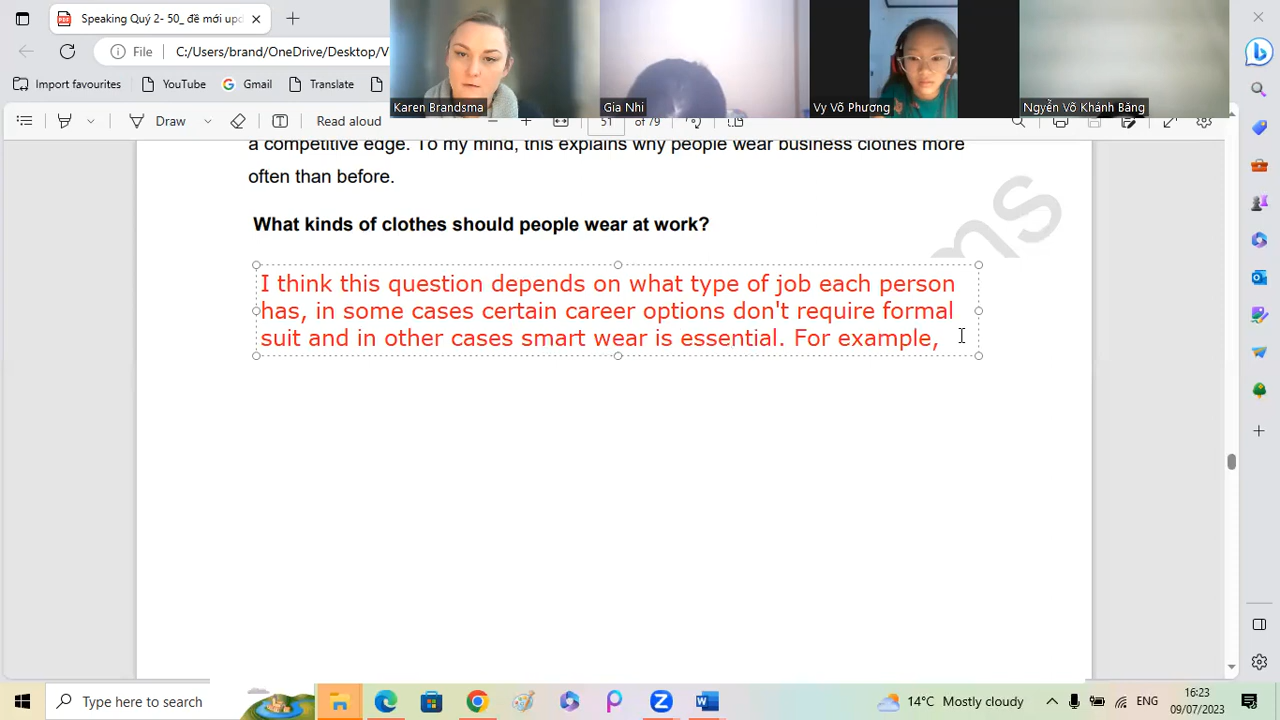 Speaking Quý 2- 50_ đề mới upd
File
C:/Users/brand/OneDrive/Desktop/V
Import favourites
YouTube
Gmail
Translate
Karen Brandsma
Gia Nhi
Vy Võ Phương
Nguyễn Võ Khánh Băng
Draw
Read aloud
51
of 79
a competitive edge. To my mind, this explains why people wear business clothes more
often than before.
What kinds of clothes should people wear at work?
I think this question depends on what type of job each person
has, in some cases certain career options don't require formal
suit and in other cases smart wear is essential. For example,
ms
Type here to search
14°C Mostly cloudy
ENG
16:23
09/07/2023